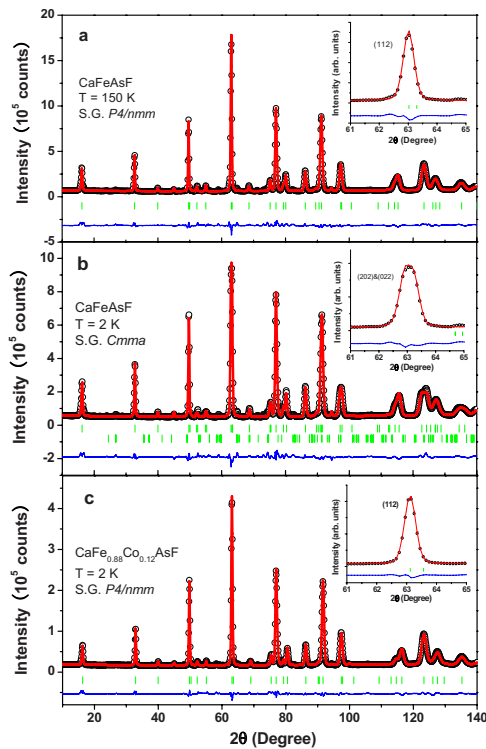 a
CaFeAsF
T = 150 K
S.G. P4/nmm
Intensity (10⁵ counts)
20
15
10
5
0
-5
(112)
Intensity (arb. units)
61 62 63 64 65
2θ (Degree)
b
CaFeAsF
T = 2 K
S.G. Cmma
Intensity (10⁵ counts)
10
8
6
4
2
0
-2
(202)&(022)
Intensity (arb. units)
61 62 63 64 65
2θ (Degree)
c
CaFe₀.₈₈Co₀.₁₂AsF
T = 2 K
S.G. P4/nmm
Intensity (10⁵ counts)
4
3
2
1
0
(112)
Intensity (arb. units)
61 62 63 64 65
2θ (Degree)
20 40 60 80 100 120 140
2θ (Degree)